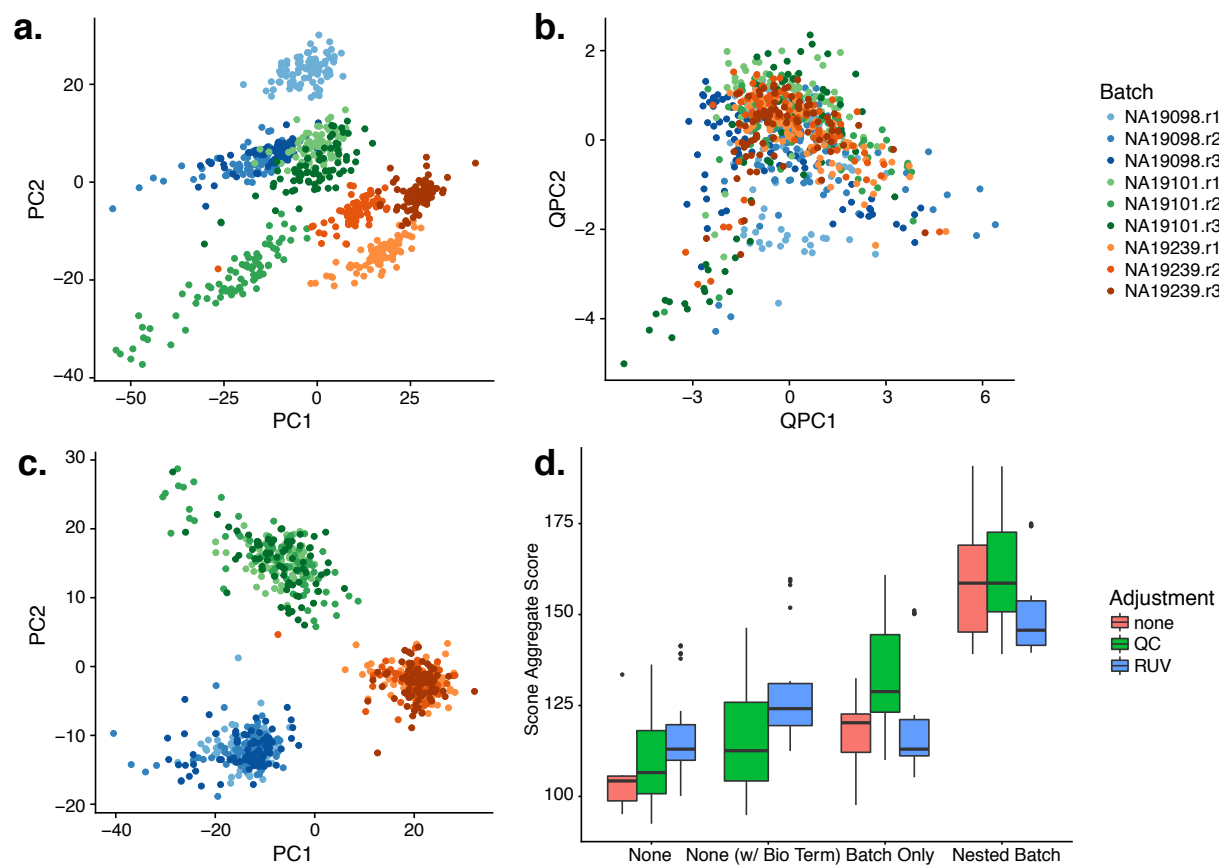 a.
20
0
−20
−40
PC2
−50
−25
0
25
PC1
b.
2
0
−2
−4
QPC2
−3
0
3
6
QPC1
Batch
NA19098.r1
NA19098.r2
NA19098.r3
NA19101.r1
NA19101.r2
NA19101.r3
NA19239.r1
NA19239.r2
NA19239.r3
c.
30
20
10
0
−10
−20
PC2
−40
−20
0
20
PC1
d.
175
150
125
100
Scone Aggregate Score
None
None (w/ Bio Term)
Batch Only
Nested Batch
Adjustment
none
QC
RUV